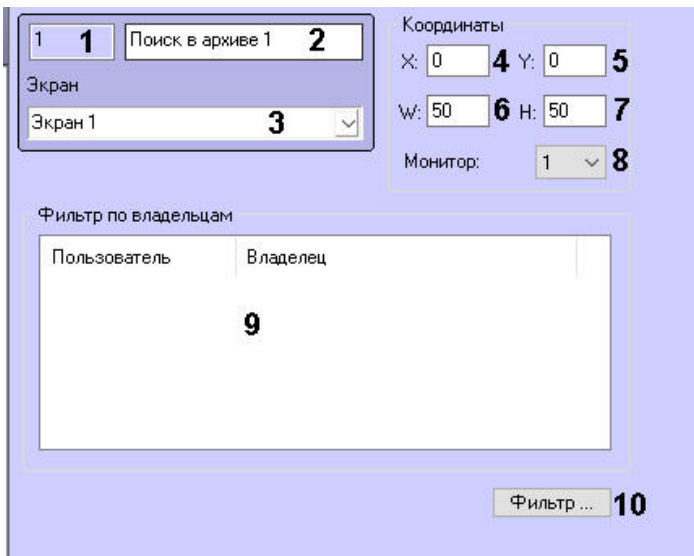 1 1 Поиск в архиве 1 2
Экран
Экран 1 3
Координаты
X: 0 4 Y: 0 5
W: 50 6 H: 50 7
Монитор: 1 8
Фильтр по владельцам
Пользователь Владелец
9
Фильтр ... 10